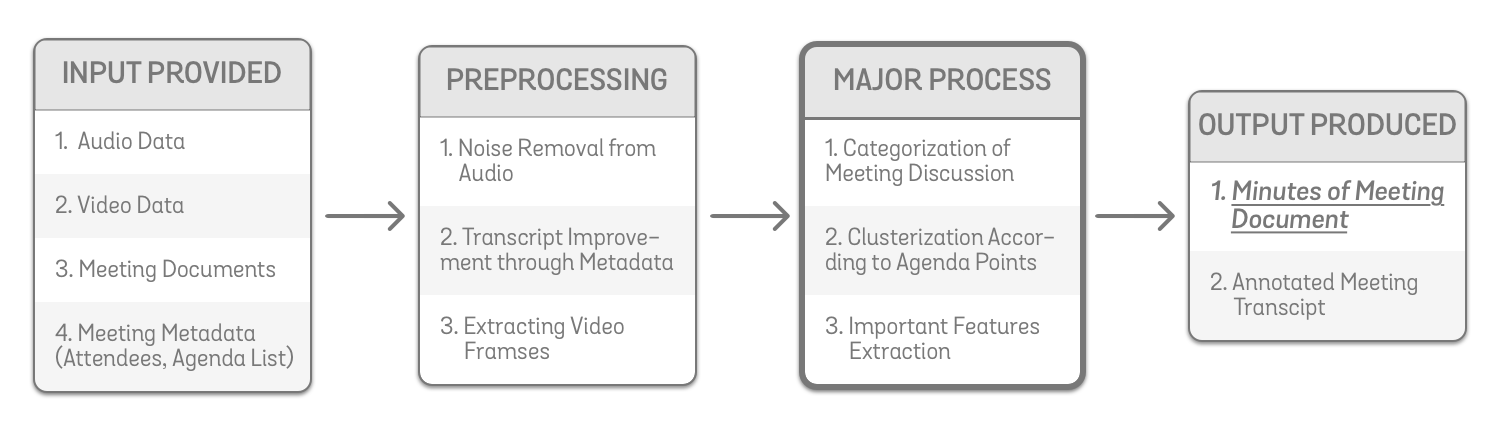 INPUT PROVIDED
1. Audio Data
2. Video Data
3. Meeting Documents
4. Meeting Metadata
(Attendees, Agenda List)
PREPROCESSING
1. Noise Removal from
Audio
2. Transcript Improve-
ment through Metadata
3. Extracting Video
Framses
MAJOR PROCESS
1. Categorization of
Meeting Discussion
2. Clusterization Accor-
ding to Agenda Points
3. Important Features
Extraction
OUTPUT PRODUCED
1. Minutes of Meeting
Document
2. Annotated Meeting
Transcipt